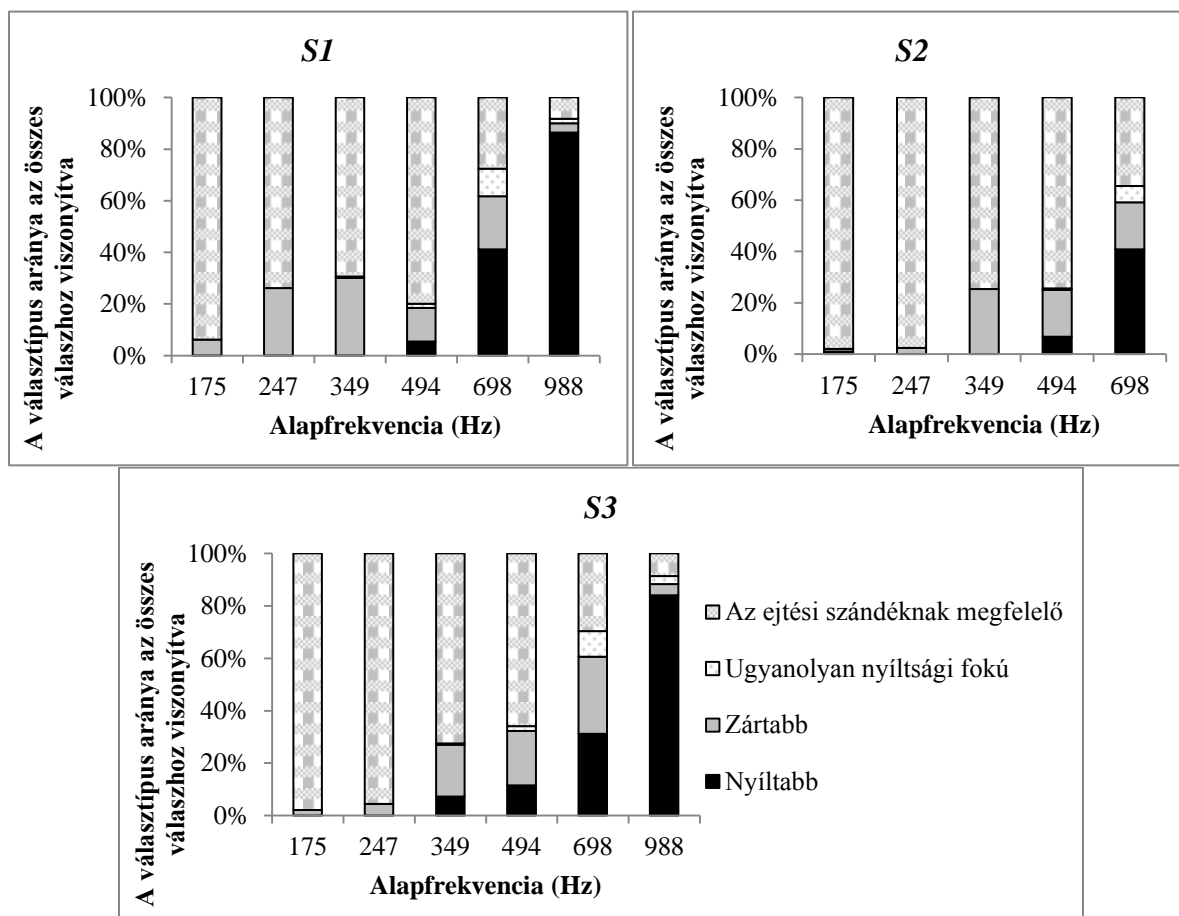 S1
100%
80%
60%
40%
20%
0%
A választípus aránya az összes
válaszhoz viszonyítva
175 247 349 494 698 988
Alapfrekvencia (Hz)
S2
100%
80%
60%
40%
20%
0%
A választípus aránya az összes
válaszhoz viszonyítva
175 247 349 494 698
Alapfrekvencia (Hz)
S3
100%
80%
60%
40%
20%
0%
A választípus aránya az összes
válaszhoz viszonyítva
175 247 349 494 698 988
Alapfrekvencia (Hz)
Az ejtési szándéknak megfelelő
Ugyanolyan nyíltsági fokú
Zártabb
Nyíltabb